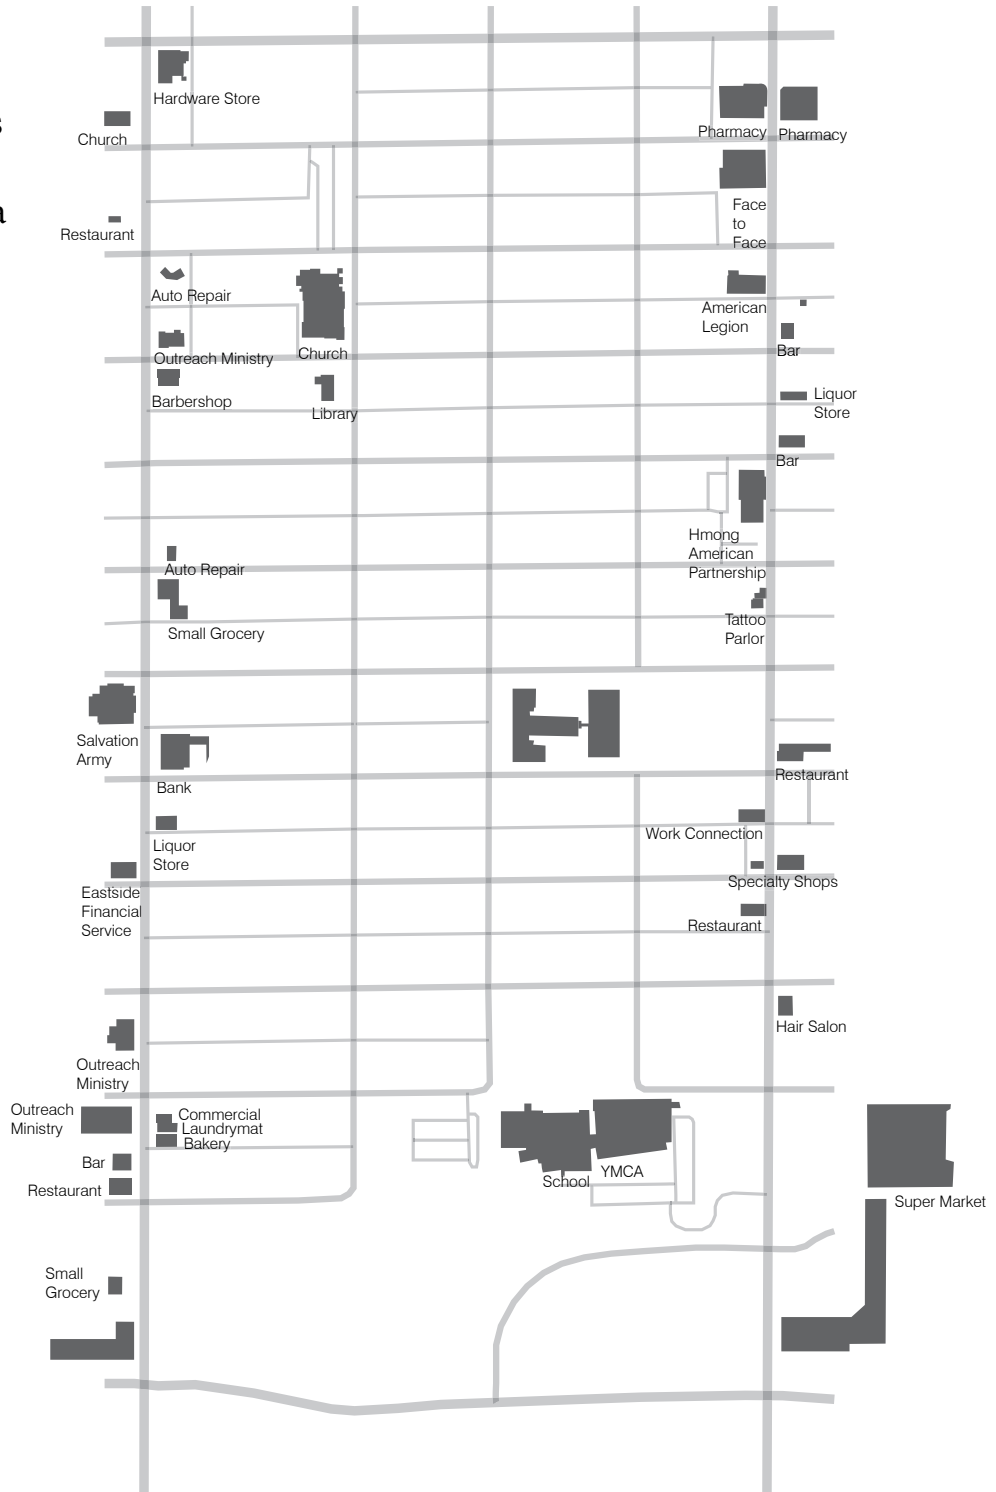 s
Hardware Store
Church
Pharmacy
Pharmacy
a
Face
to
Face
Restaurant
Auto Repair
American
Legion
Outreach Ministry
Church
Bar
Barbershop
Library
Liquor
Store
Bar
Hmong
American
Partnership
Auto Repair
Small Grocery
Tattoo
Parlor
Salvation
Army
Bank
Restaurant
Liquor
Store
Work Connection
Eastside
Financial
Service
Specialty Shops
Restaurant
Hair Salon
Outreach
Ministry
Outreach
Ministry
Commercial
Laundrymat
Bakery
Bar
Restaurant
School
YMCA
Super Market
Small
Grocery